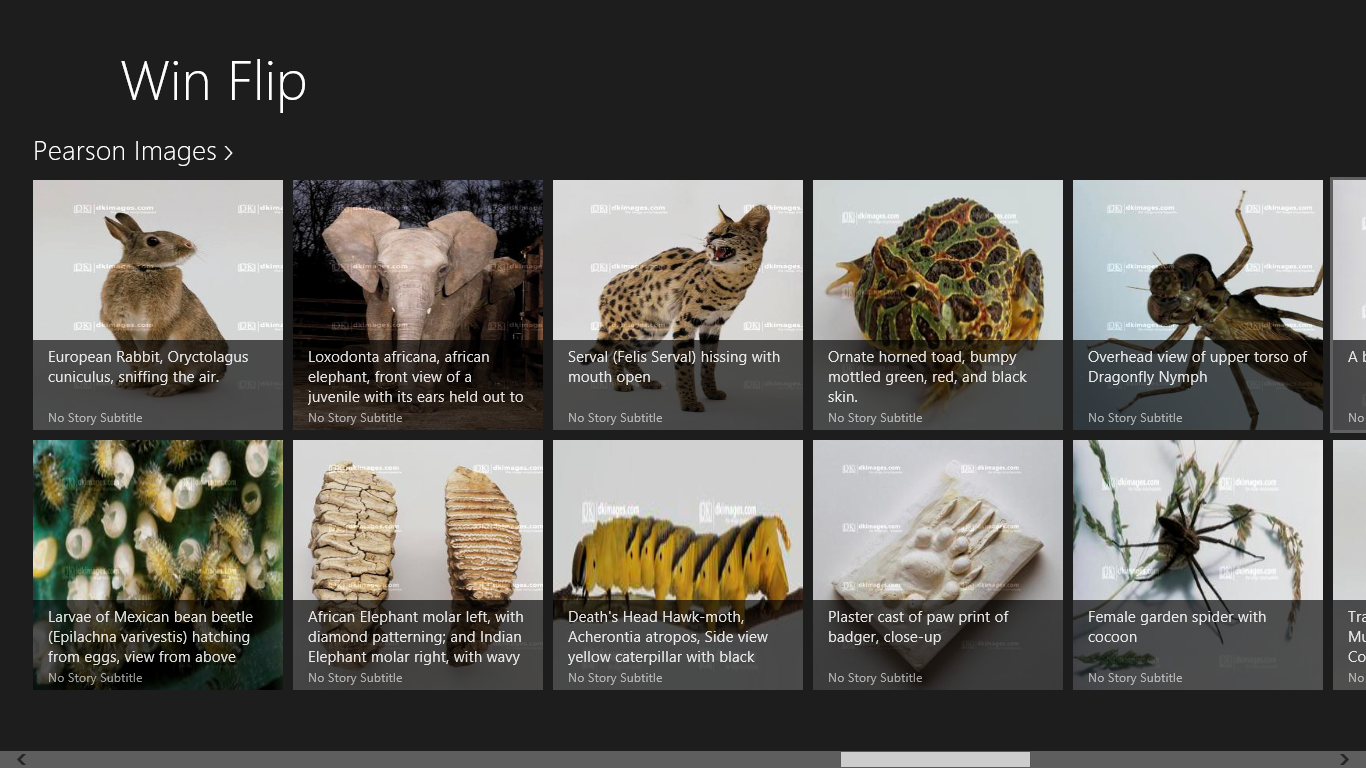 Win Flip
Pearson Images
European Rabbit, Oryctolagus
cuniculus, sniffing the air.
No Story Subtitle
Loxodonta africana, african
elephant, front view of a
juvenile with its ears held out to
No Story Subtitle
Serval (Felis Serval) hissing with
mouth open
No Story Subtitle
Ornate horned toad, bumpy
mottled green, red, and black
skin.
No Story Subtitle
Overhead view of upper torso of
Dragonfly Nymph
No Story Subtitle
A b
No
Larvae of Mexican bean beetle
(Epilachna varivestis) hatching
from eggs, view from above
No Story Subtitle
African Elephant molar left, with
diamond patterning; and Indian
Elephant molar right, with wavy
No Story Subtitle
Death's Head Hawk-moth,
Acherontia atropos, Side view
yellow caterpillar with black
No Story Subtitle
Plaster cast of paw print of
badger, close-up
No Story Subtitle
Female garden spider with
cocoon
No Story Subtitle
Tra
Mu
Co
No
DK dkimages.com